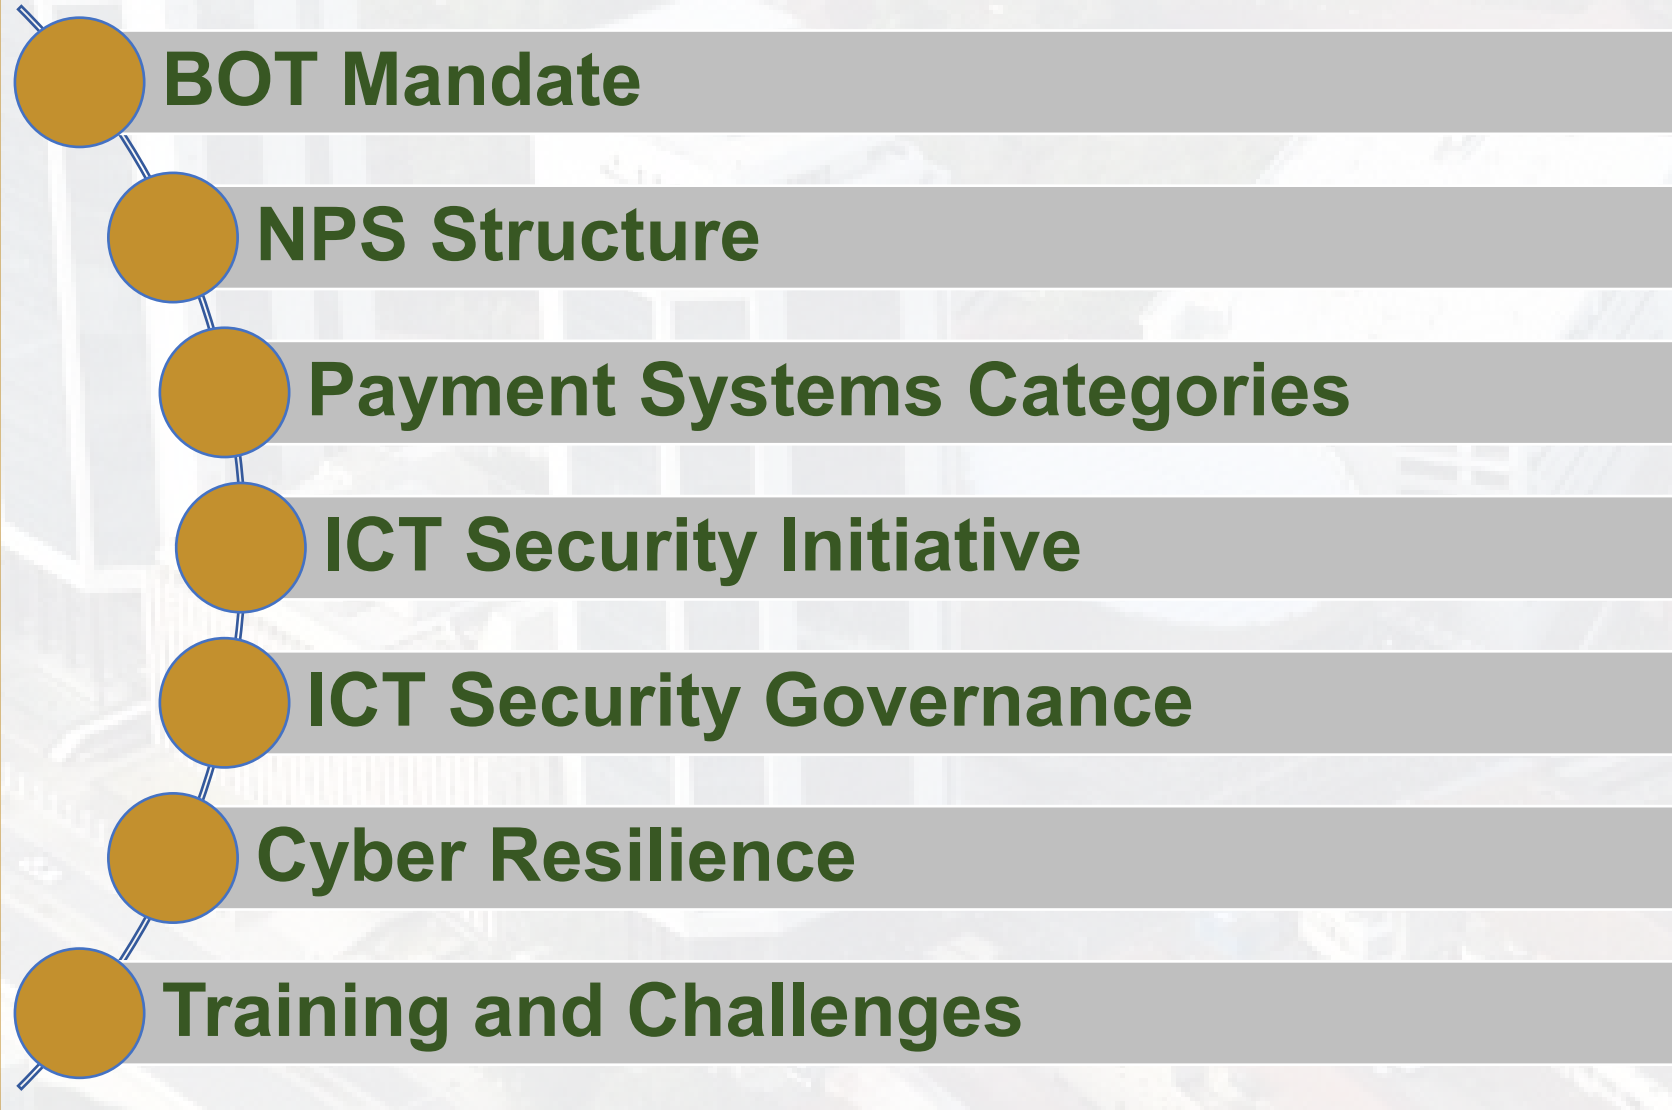 BOT Mandate
NPS Structure
Payment Systems Categories
ICT Security Initiative
ICT Security Governance
Cyber Resilience
Training and Challenges